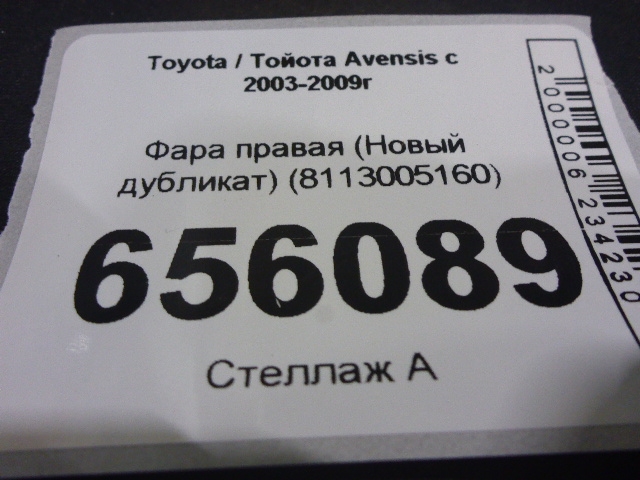 Toyota / Тойота Avensis с
2003-2009г
Фара правая (Новый
дубликат) (8113005160)
656089
Стеллаж А
2000006234230